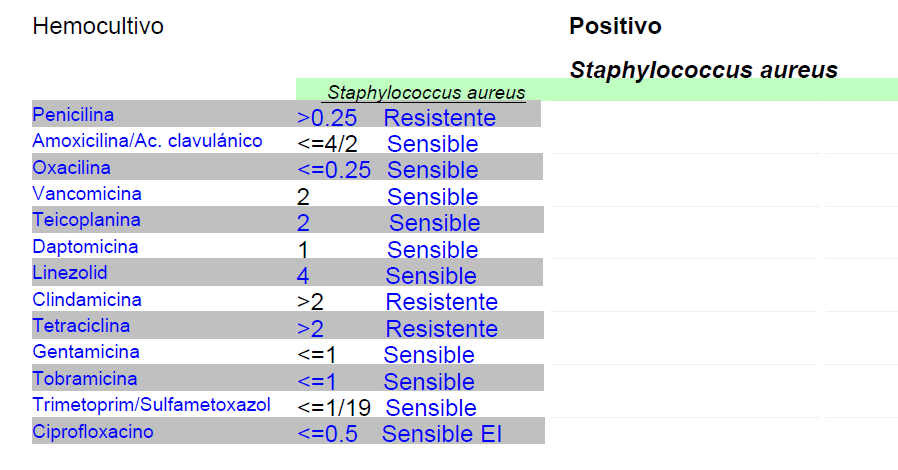 Hemocultivo Positivo
Staphylococcus aureus
Staphylococcus aureus
Penicilina >0.25 Resistente
Amoxicilina/Ac. clavulánico <=4/2 Sensible
Oxacilina <=0.25 Sensible
Vancomicina 2 Sensible
Teicoplanina 2 Sensible
Daptomicina 1 Sensible
Linezolid 4 Sensible
Clindamicina >2 Resistente
Tetraciclina >2 Resistente
Gentamicina <=1 Sensible
Tobramicina <=1 Sensible
Trimetoprim/Sulfametoxazol <=1/19 Sensible
Ciprofloxacino <=0.5 Sensible EI